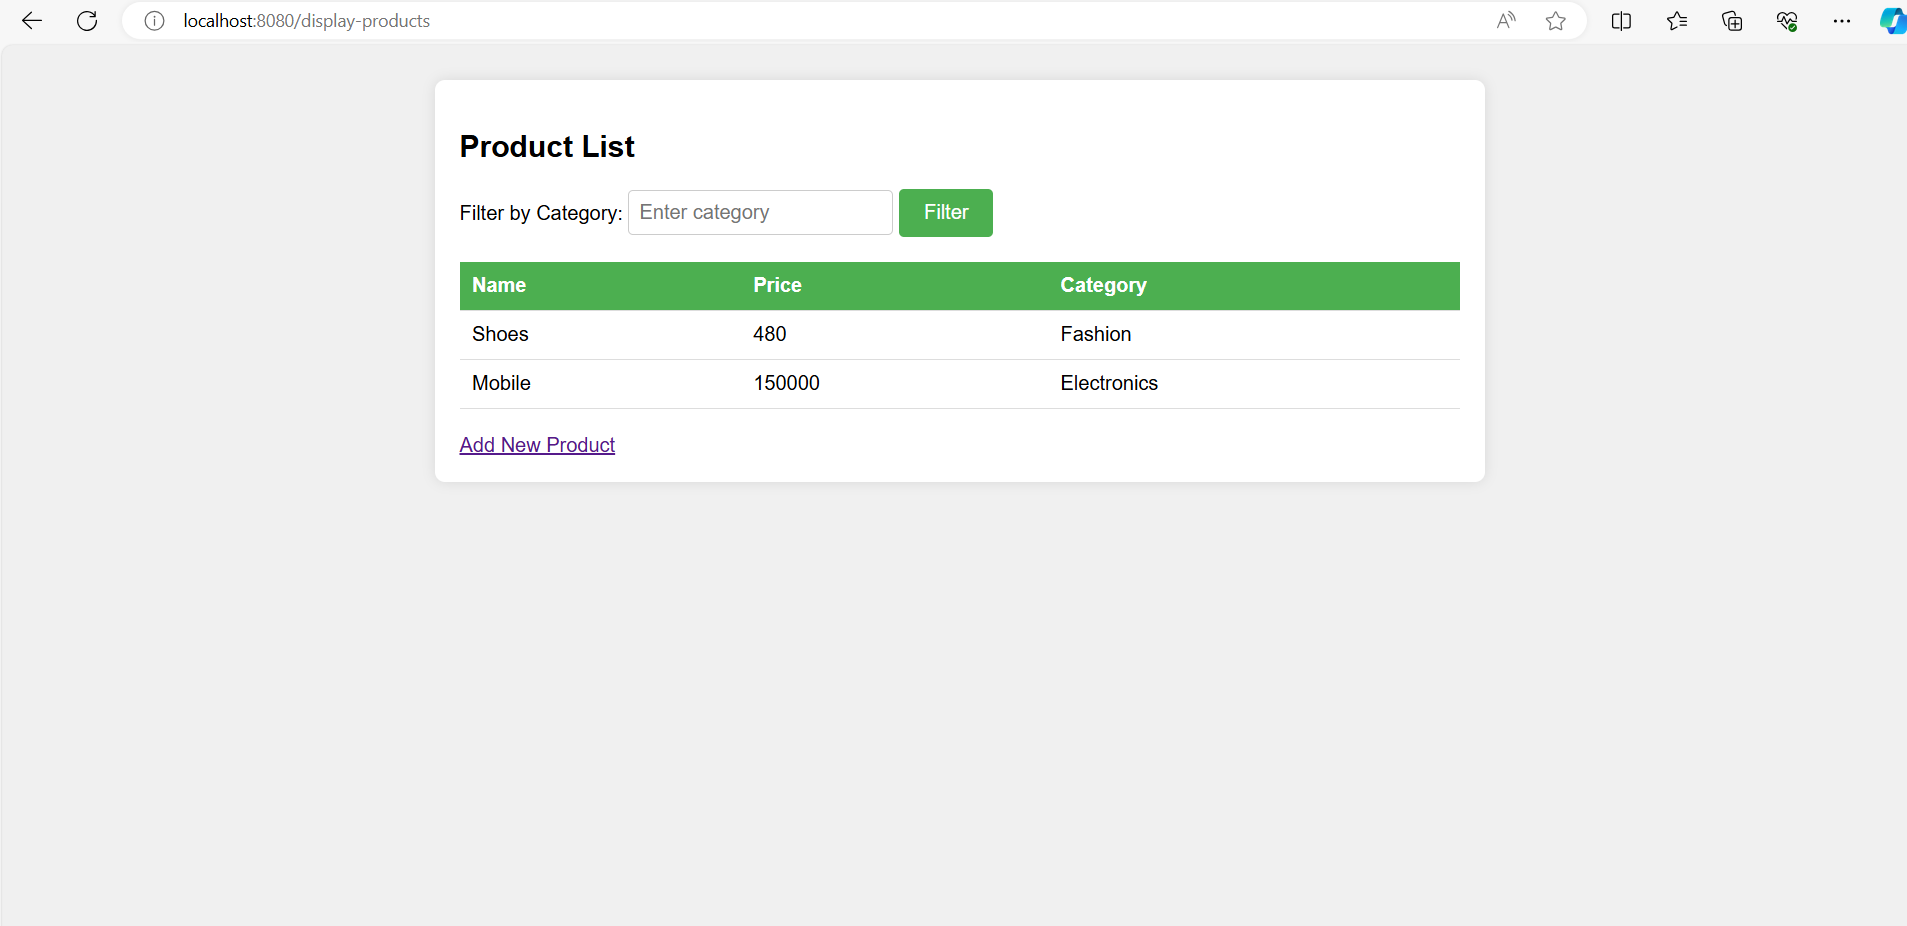 localhost:8080/display-products
Product List
Filter by Category: Enter category Filter
Name Price Category
Shoes 480 Fashion
Mobile 150000 Electronics
Add New Product